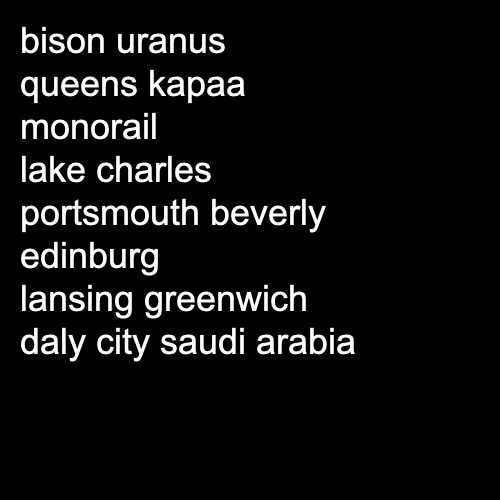 bison uranus
queens kapaa
monorail
lake charles
portsmouth beverly
edinburg
lansing greenwich
daly city saudi arabia